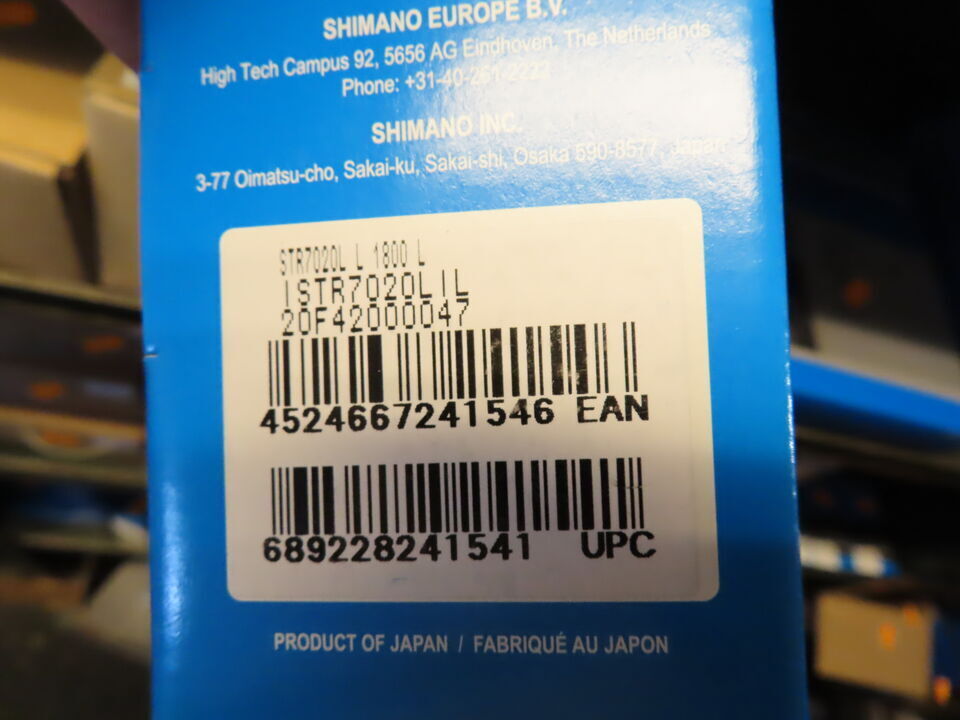 SHIMANO EUROPE B.V.
High Tech Campus 92, 5656 AG Eindhoven, The Netherlands
Phone: +31-40-261-2222
SHIMANO INC.
3-77 Oimatsu-cho, Sakai-ku, Sakai-shi, Osaka 590-8577, Japan
STR7020L L 1800 L
ISTR7020LIL
20F42000047
4524667241546 EAN
689228241541 UPC
PRODUCT OF JAPAN / FABRIQUÉ AU JAPON